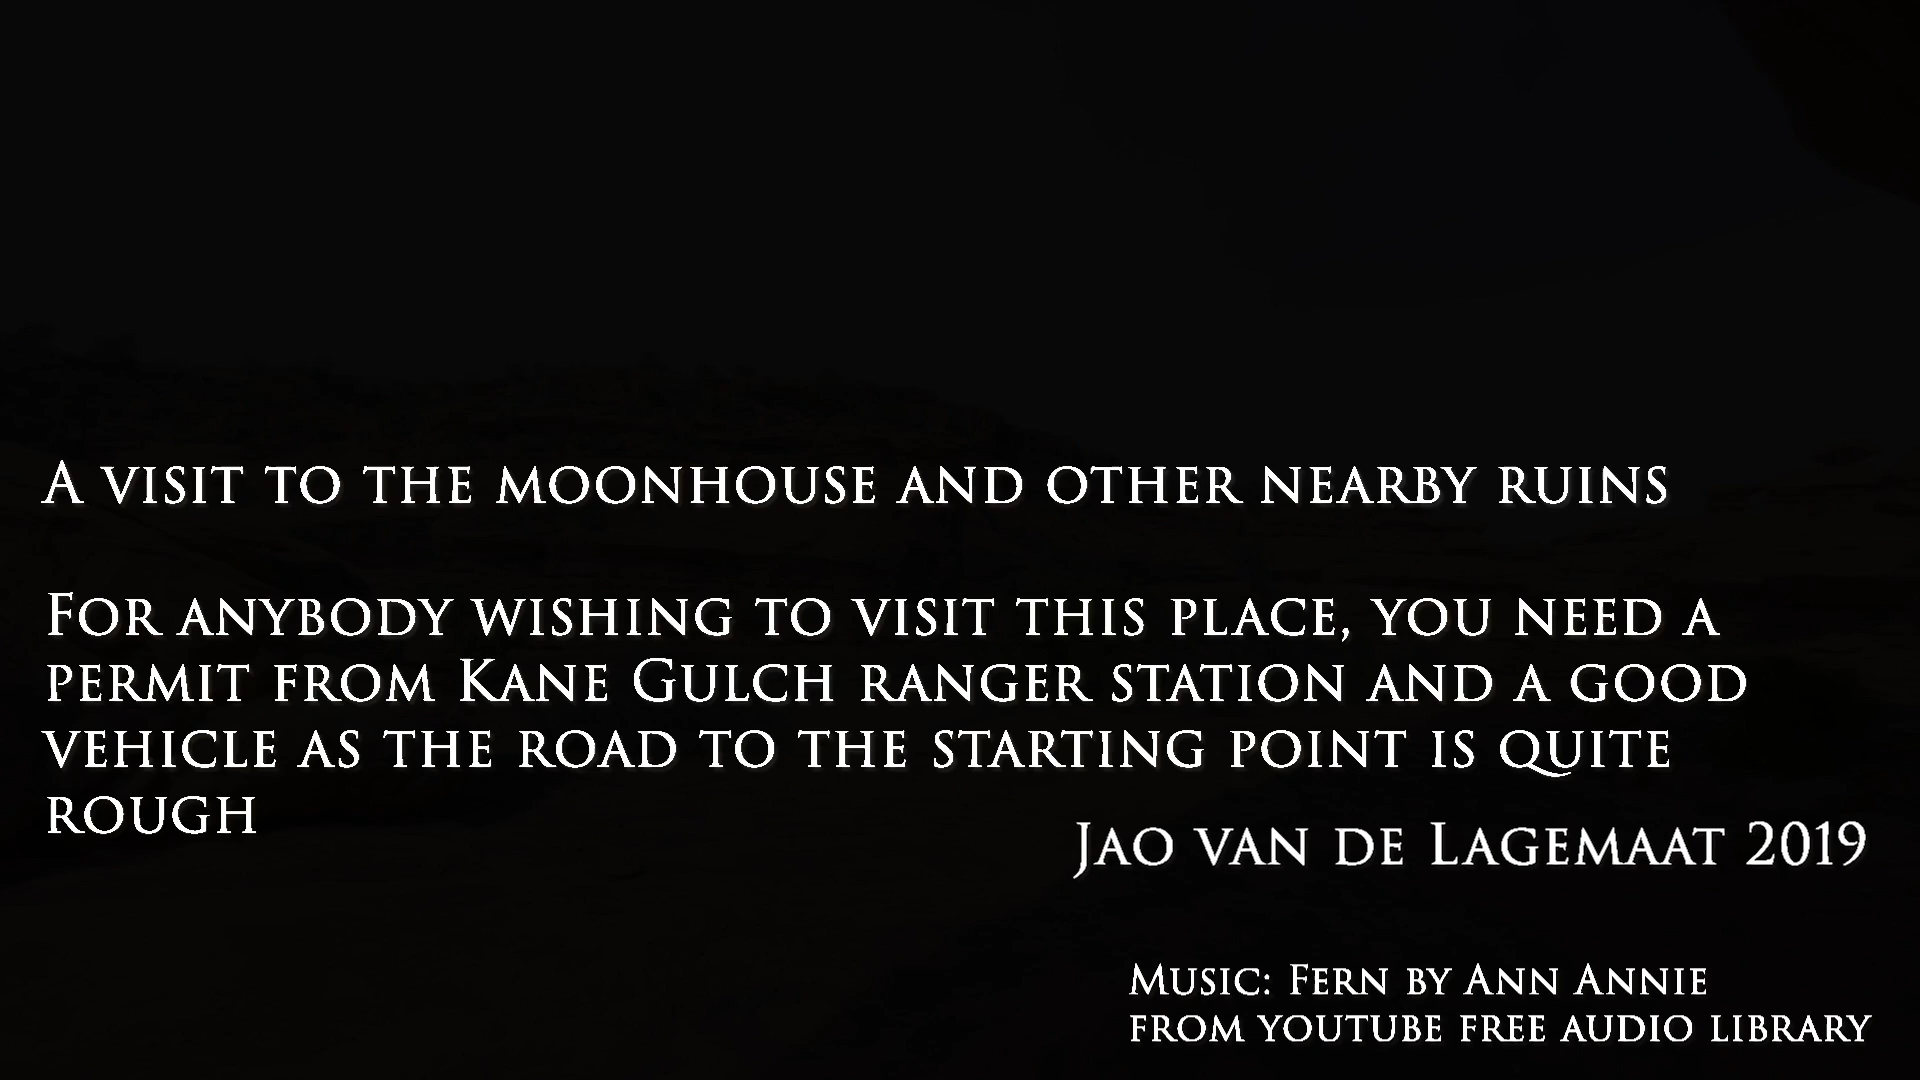 A visit to the moonhouse and other nearby ruins
For anybody wishing to visit this place, you need a
permit from Kane Gulch ranger station and a good
vehicle as the road to the starting point is quite
rough
Jao van de Lagemaat 2019
Music: Fern by Ann Annie
from youtube free audio library